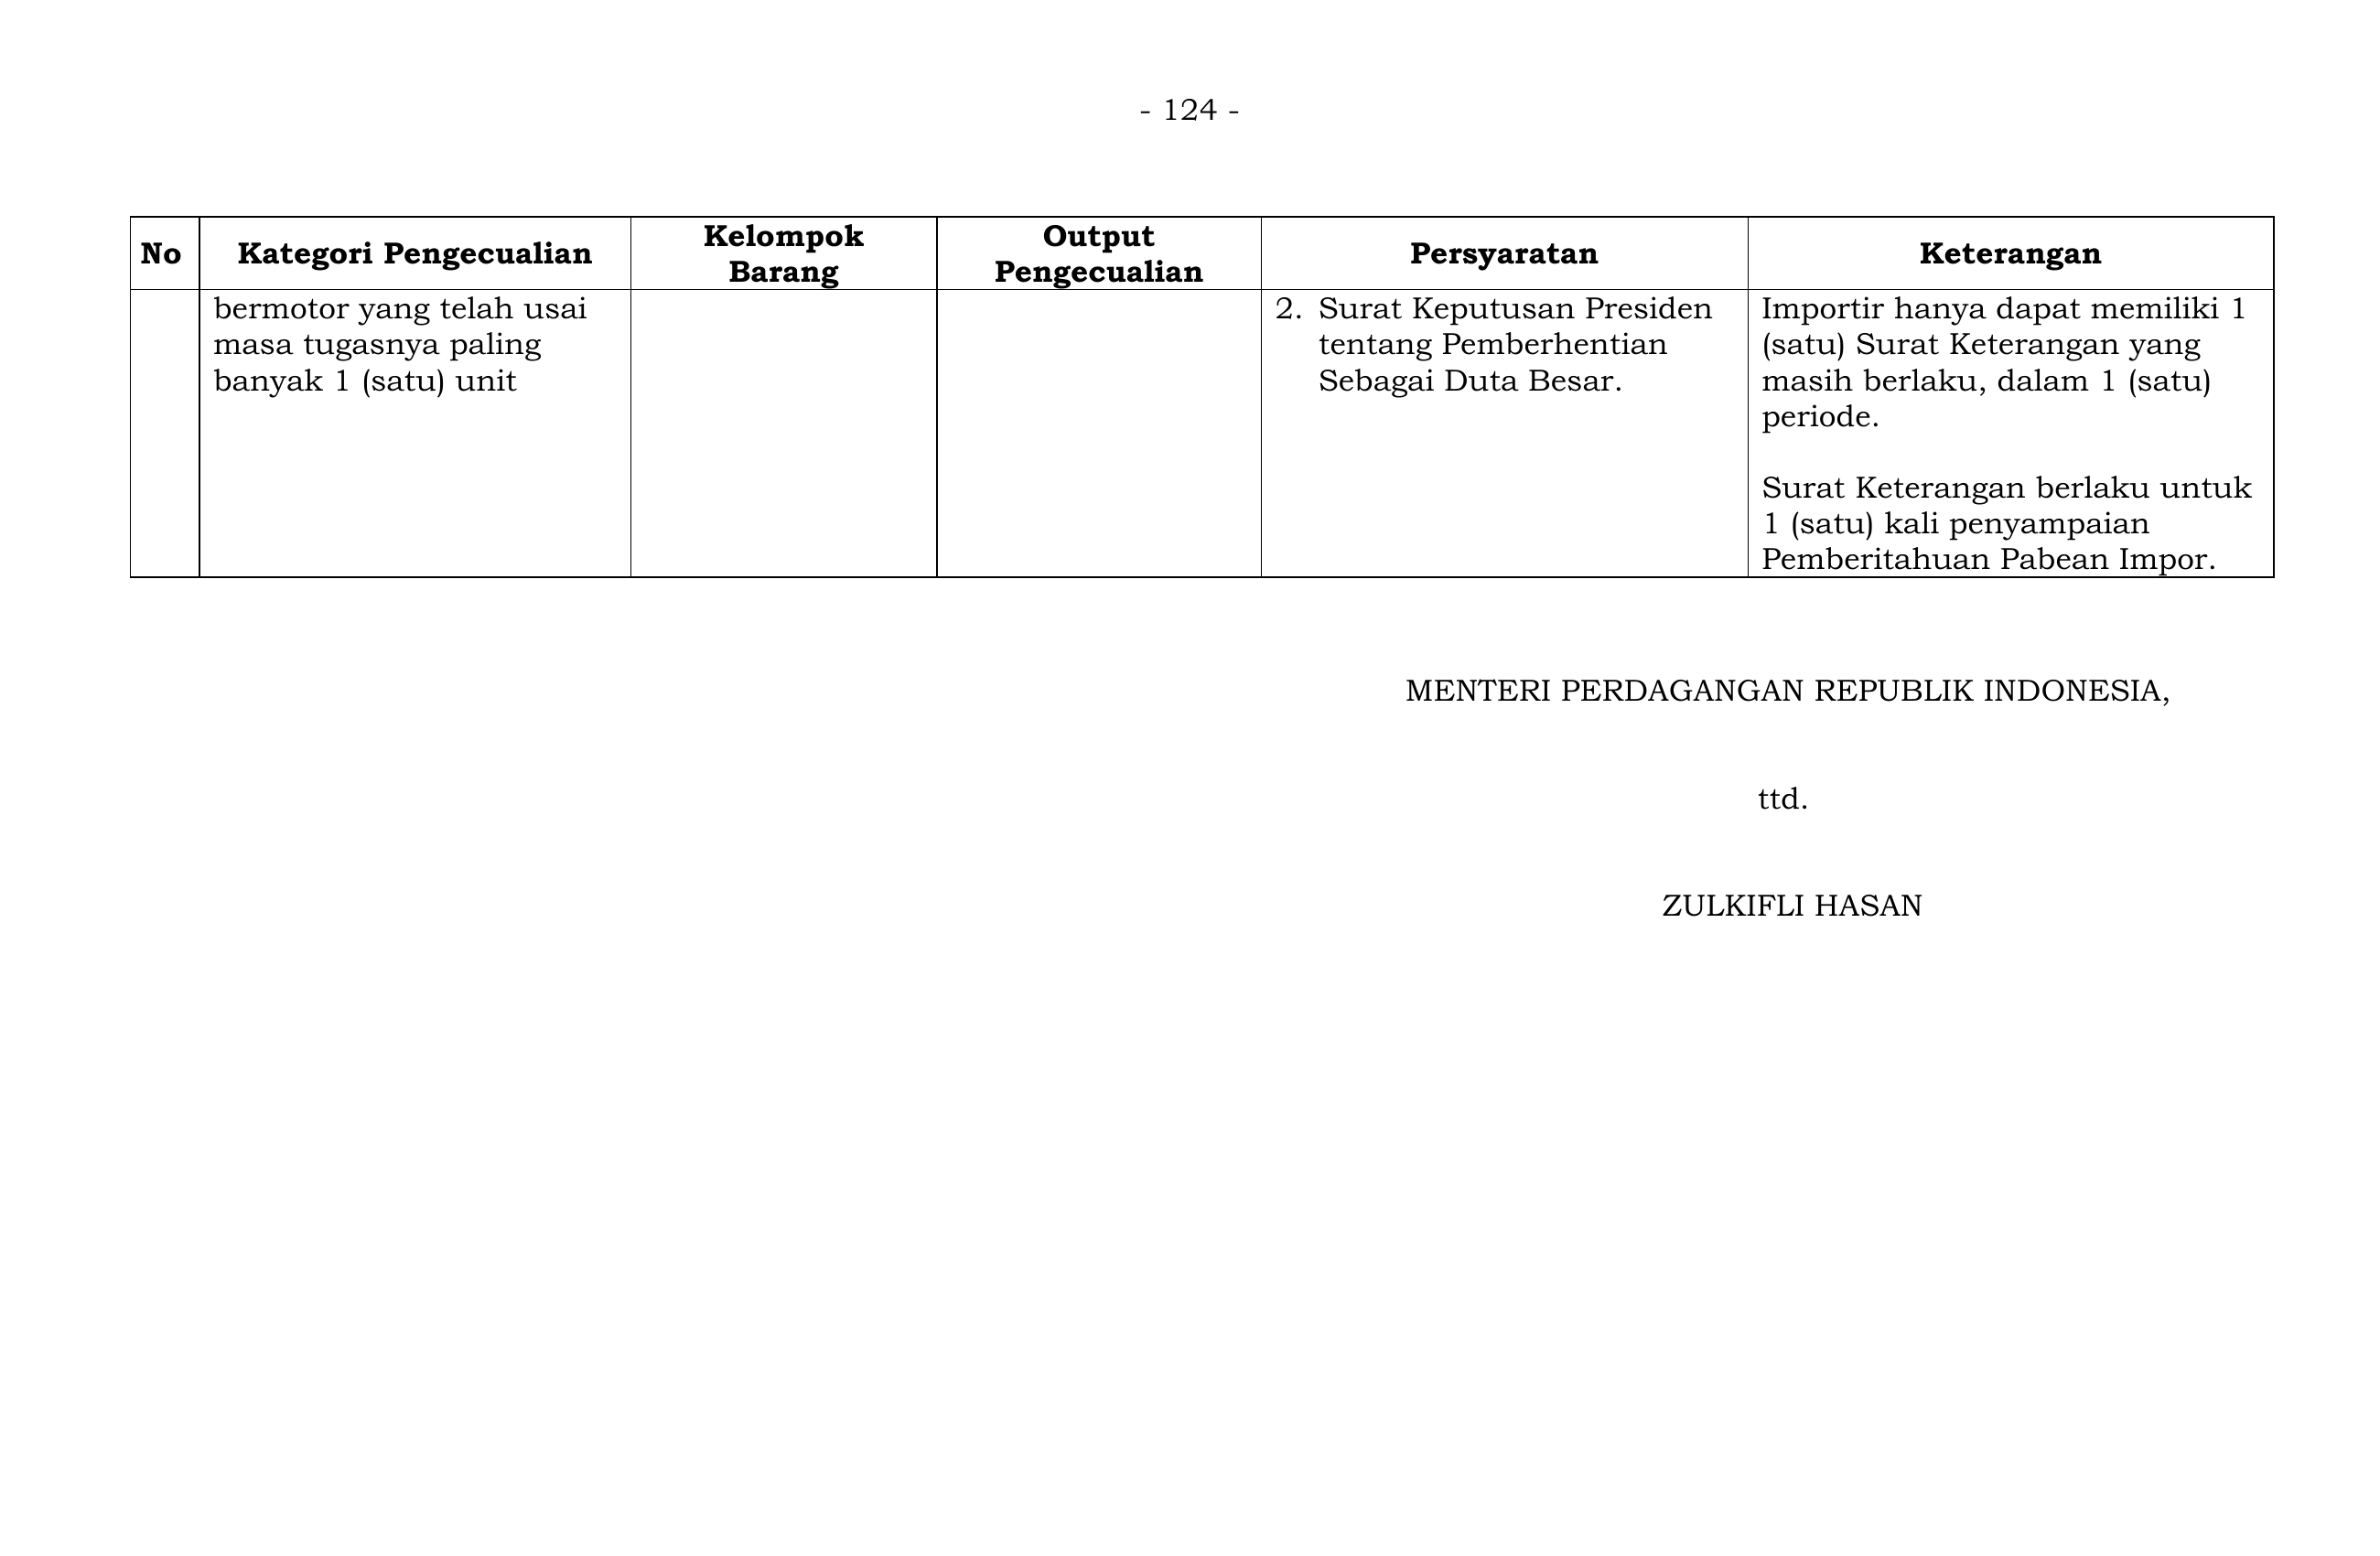 - 124 -
No
Kategori Pengecualian
Kelompok
Barang
Output
Pengecualian
Persyaratan
Keterangan
bermotor yang telah usai
masa tugasnya paling
banyak 1 (satu) unit
2. Surat Keputusan Presiden
tentang Pemberhentian
Sebagai Duta Besar.
Importir hanya dapat memiliki 1
(satu) Surat Keterangan yang
masih berlaku, dalam 1 (satu)
periode.
Surat Keterangan berlaku untuk
1 (satu) kali penyampaian
Pemberitahuan Pabean Impor.
MENTERI PERDAGANGAN REPUBLIK INDONESIA,
ttd.
ZULKIFLI HASAN